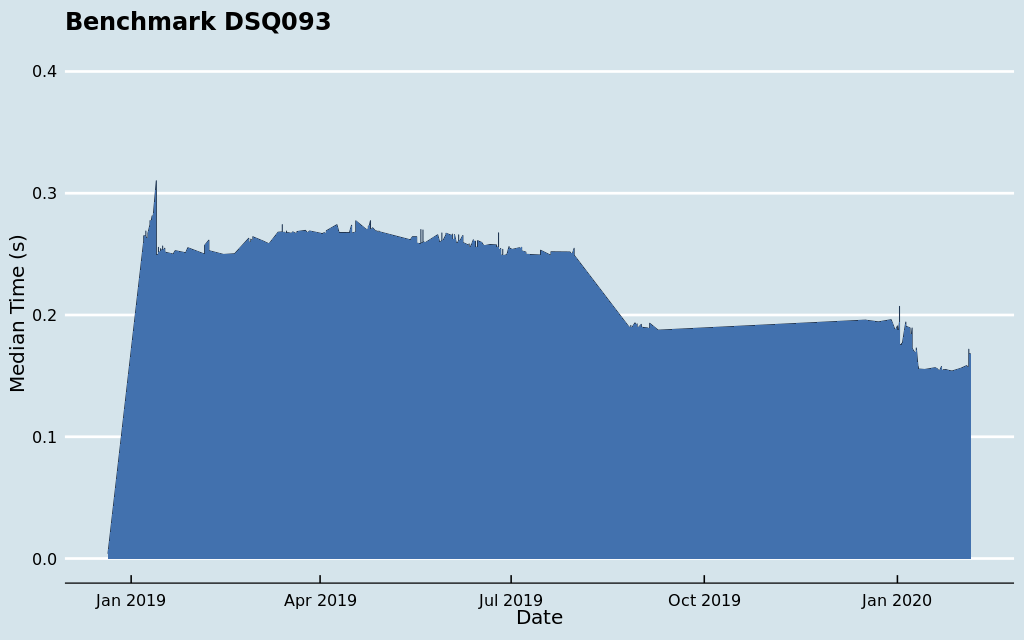 Benchmark DSQ093
0.4
0.3
0.2
0.1
0.0
Median Time (s)
Jan 2019
Apr 2019
Jul 2019
Oct 2019
Jan 2020
Date